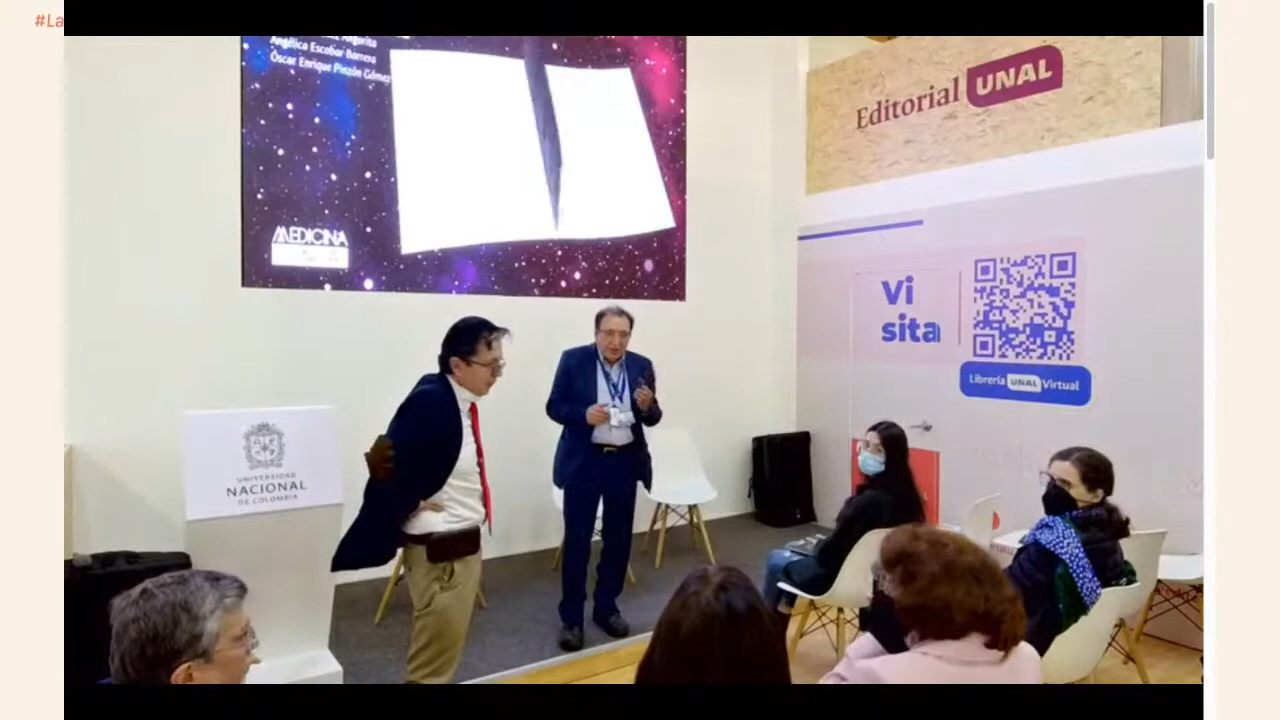 #La
Angélica Escobar Barrera
Óscar Enrique Pinzón Gómez
MEDICINA
Editorial UNAL
Vi
sita
Librería UNAL Virtual
UNIVERSIDAD
NACIONAL
DE COLOMBIA